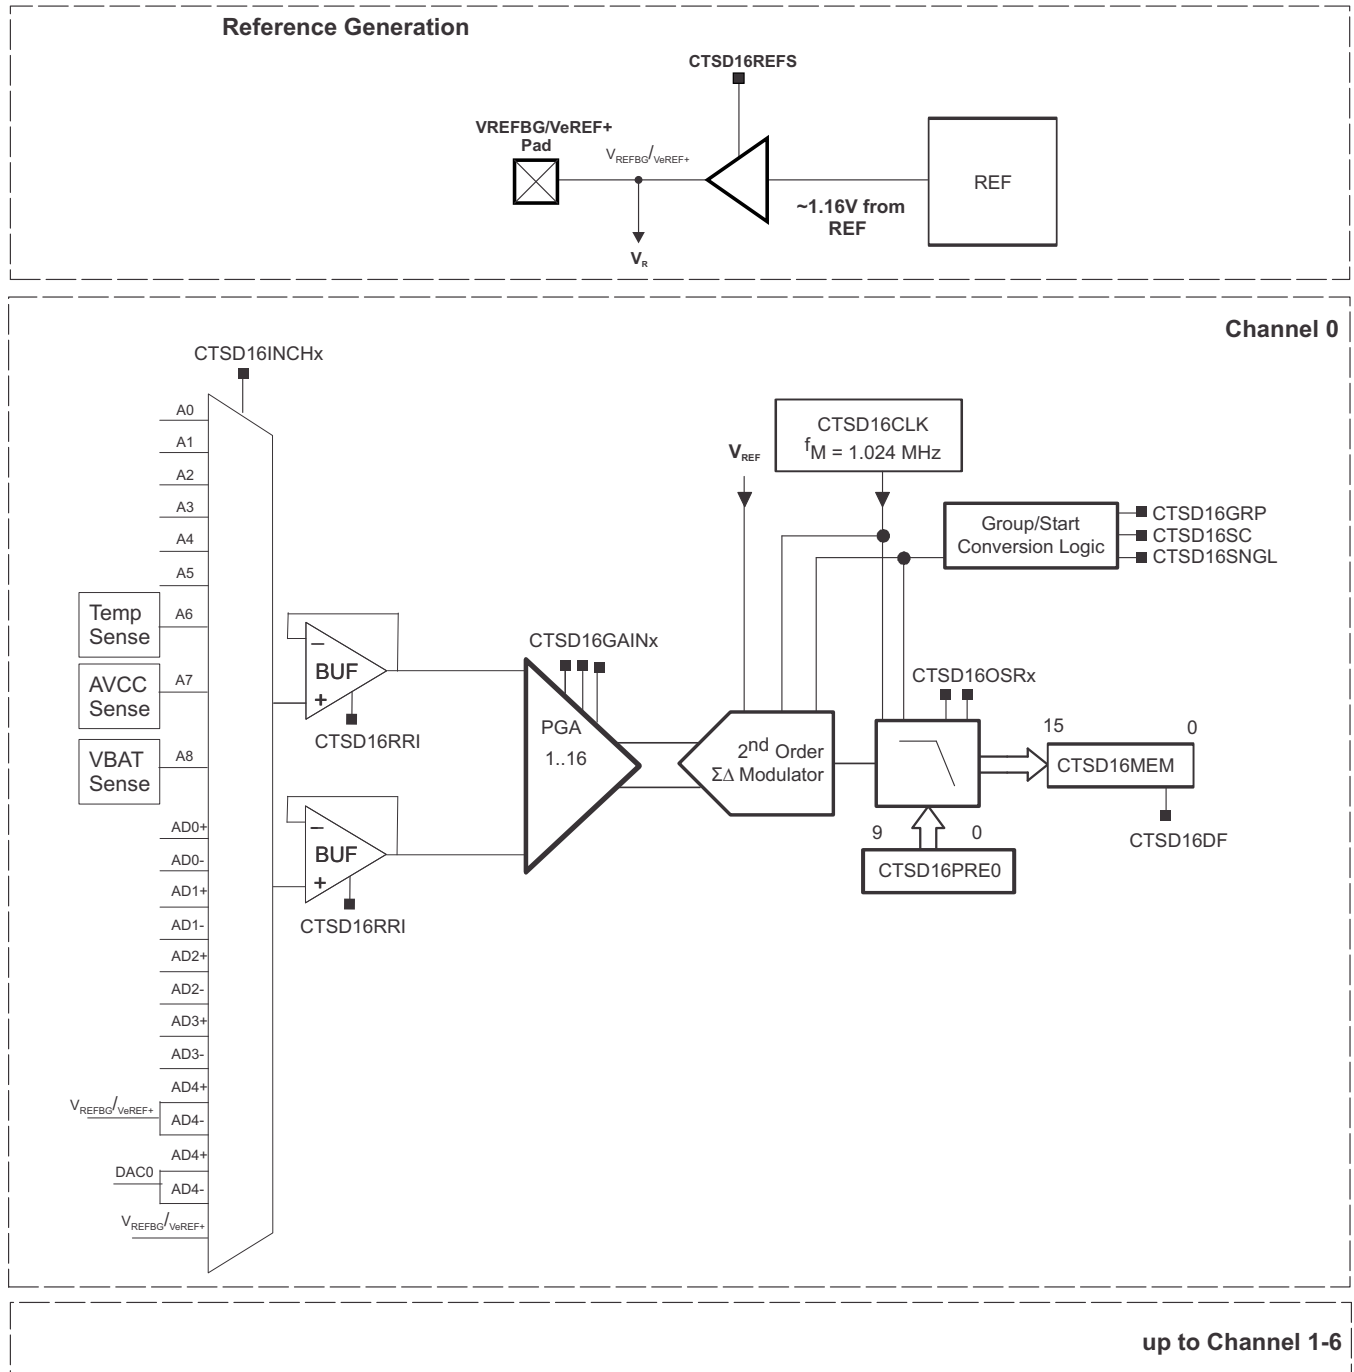 Reference Generation
CTSD16REFS
VREFBG/VeREF+
Pad
VREFBG/VeREF+
~1.16V from
REF
REF
VR
Channel 0
CTSD16INCHx
A0
A1
A2
A3
A4
A5
Temp
Sense
A6
AVCC
Sense
A7
VBAT
Sense
A8
AD0+
AD0-
AD1+
AD1-
AD2+
AD2-
AD3+
AD3-
AD4+
VREFBG/VeREF+
AD4-
AD4+
DAC0
AD4-
VREFBG/VeREF+
−
BUF
+
CTSD16RRI
−
BUF
+
CTSD16RRI
CTSD16GAINx
PGA
1..16
VREF
CTSD16CLK
fM = 1.024 MHz
Group/Start
Conversion Logic
CTSD16GRP
CTSD16SC
CTSD16SNGL
2nd Order
ΣΔ Modulator
CTSD16OSRx
15 0
CTSD16MEM
CTSD16DF
9 0
CTSD16PRE0
up to Channel 1-6